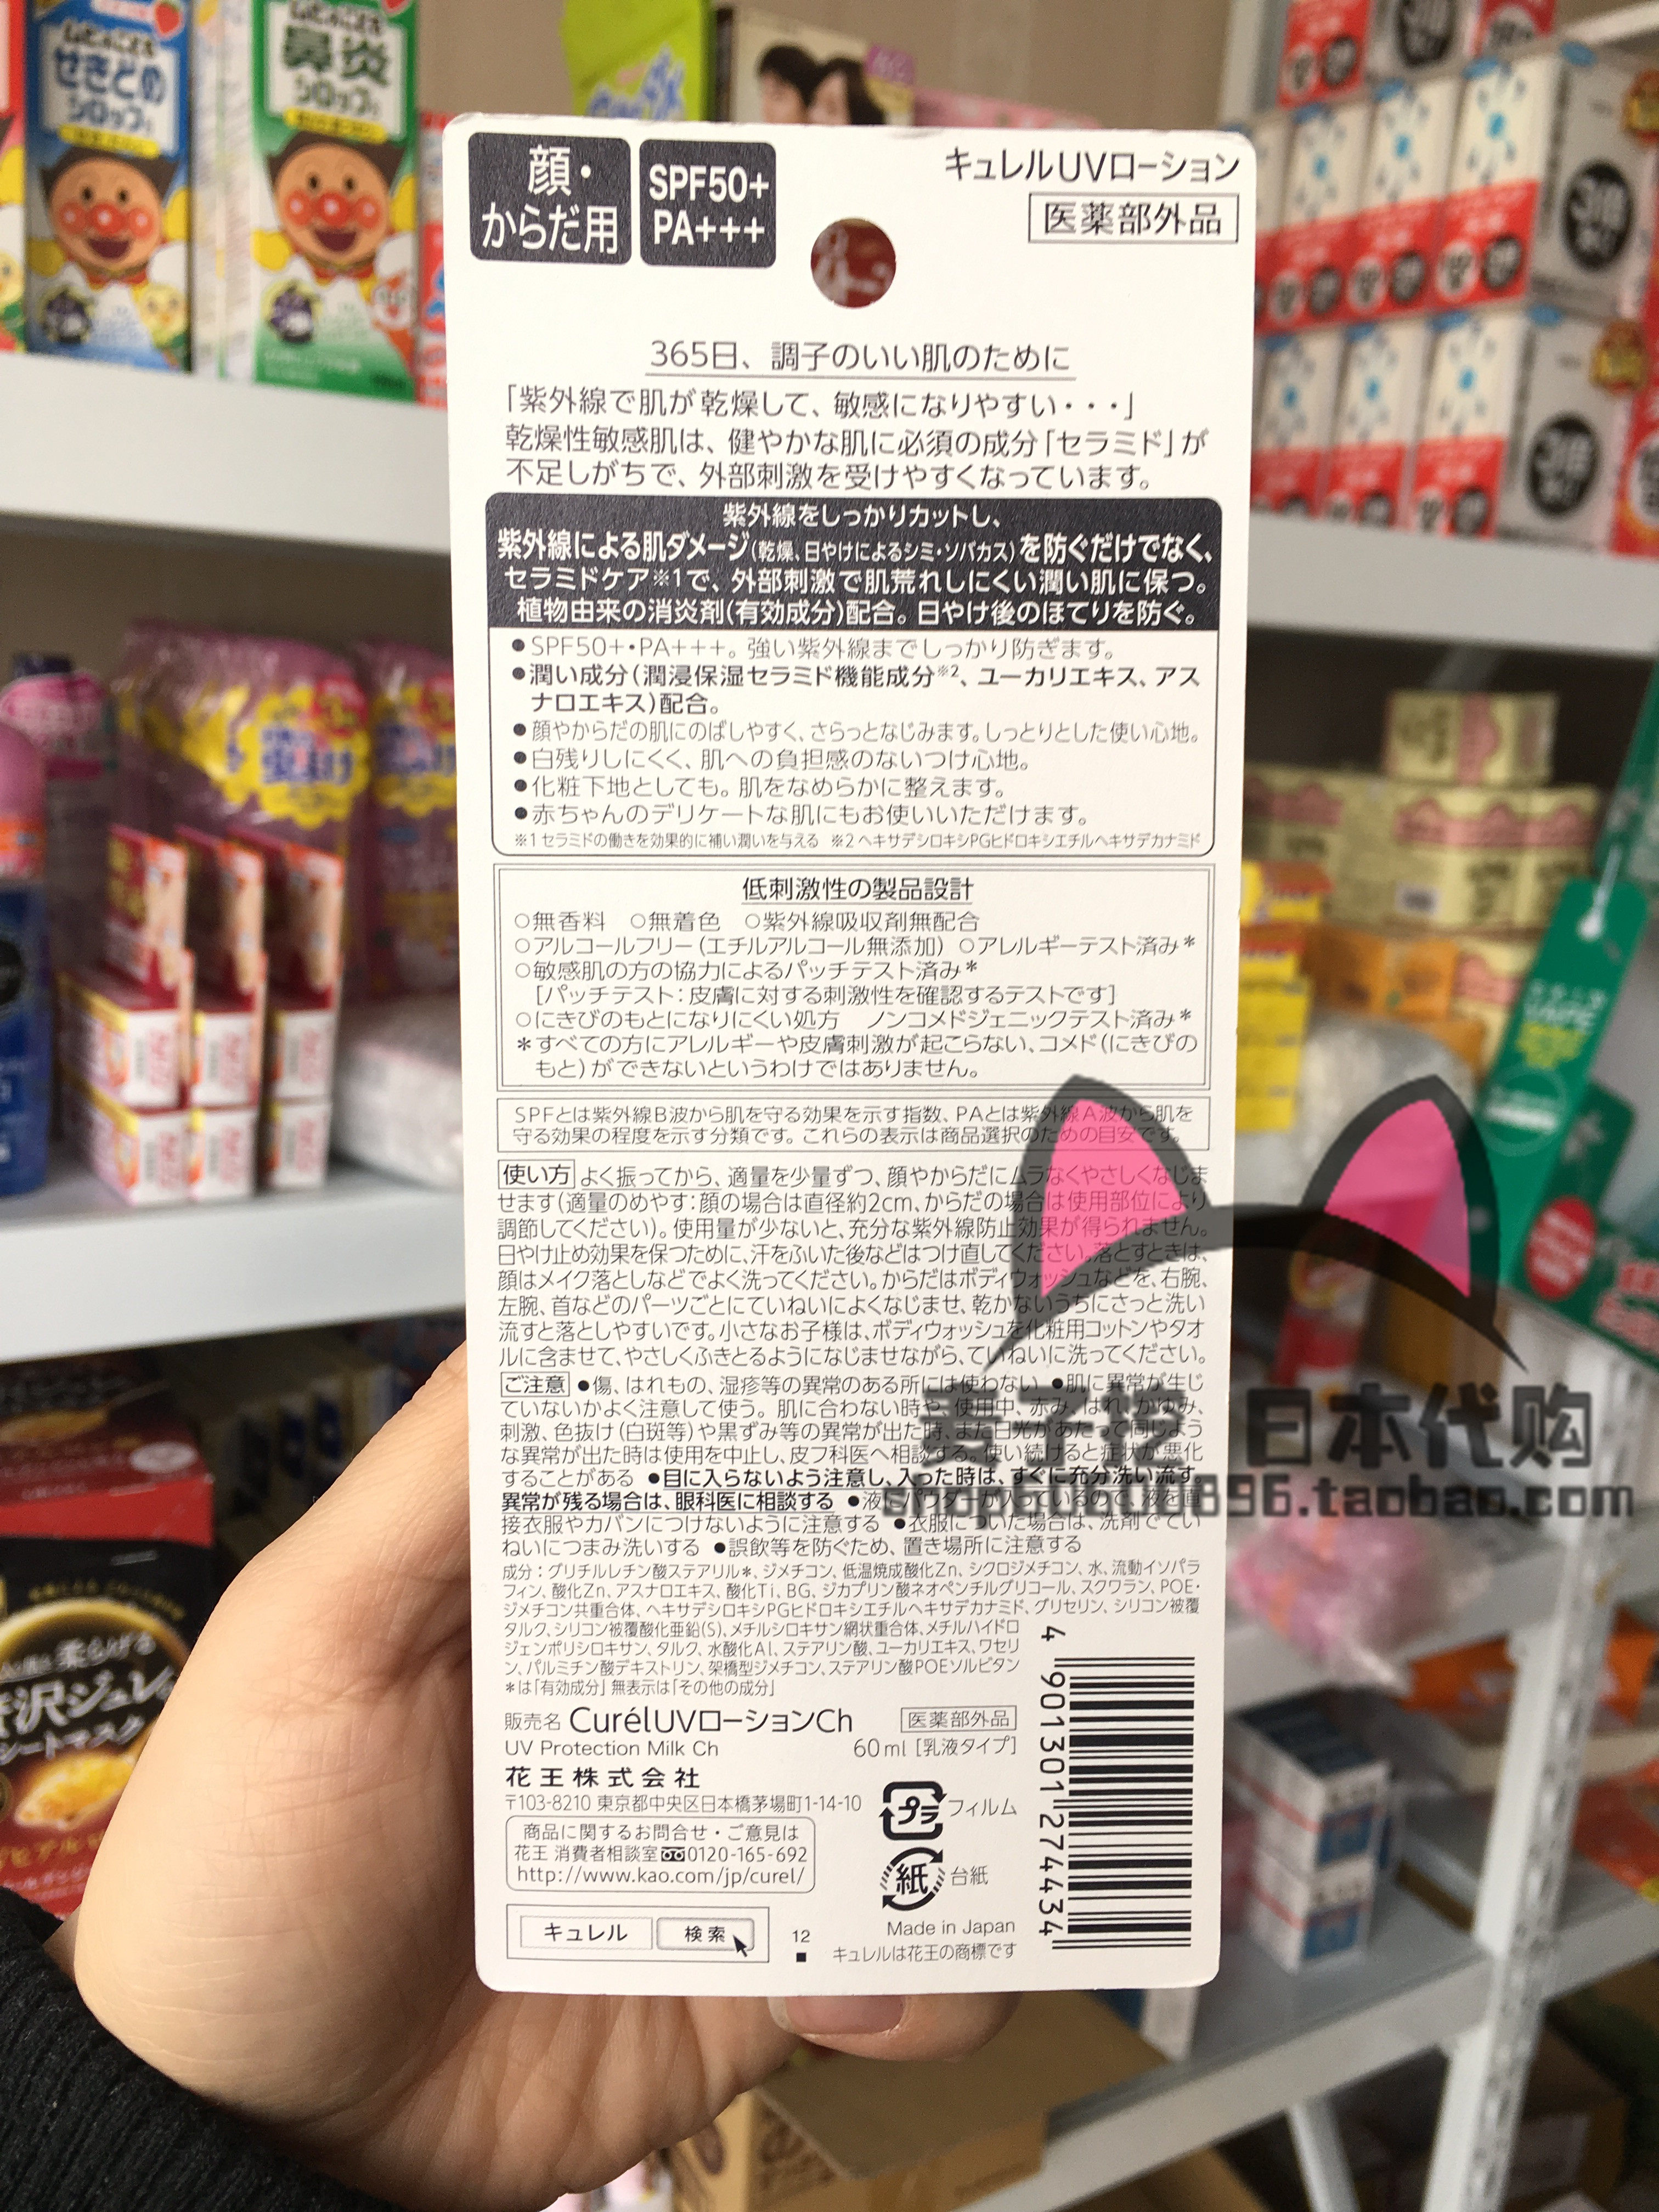 顔・
からだ用
SPF50+
PA+++
キュレルUVローション
医薬部外品
365日、調子のいい肌のために
「紫外線で肌が乾燥して、敏感になりやすい・・・」
乾燥性敏感肌は、健やかな肌に必須の成分「セラミド」が
不足しがちで、外部刺激を受けやすくなっています。
紫外線をしっかりカットし、
紫外線による肌ダメージ(乾燥、日やけによるシミ・ソバカス)を防ぐだけでなく、
セラミドケア※1で、外部刺激で肌荒れしにくい潤い肌に保つ。
植物由来の消炎剤(有効成分)配合。日やけ後のほてりを防ぐ。
●SPF50+・PA+++。強い紫外線までしっかり防ぎます。
●潤い成分(潤浸保湿セラミド機能成分※2、ユーカリエキス、アス
ナロエキス)配合。
●顔やからだの肌にのばしやすく、さらっとなじみます。しっとりとした使い心地。
●白残りしにくく、肌への負担感のないつけ心地。
●化粧下地としても。肌をなめらかに整えます。
●赤ちゃんのデリケートな肌にもお使いいただけます。
※1 セラミドの働きを効果的に補い潤いを与える ※2 ヘキサデシロキシPGヒドロキシエチルヘキサデカナミド
低刺激性の製品設計
○無香料 ○無着色 ○紫外線吸収剤無配合
○アルコールフリー(エチルアルコール無添加) ○アレルギーテスト済み*
○敏感肌の方の協力によるパッチテスト済み*
[パッチテスト：皮膚に対する刺激性を確認するテストです]
○にきびのもとになりにくい処方 ノンコメドジェニックテスト済み*
*すべての方にアレルギーや皮膚刺激が起こらない、コメド(にきびの
もと)ができないというわけではありません。
SPFとは紫外線B波から肌を守る効果を示す指数、PAとは紫外線A波から肌を
守る効果の程度を示す分類です。これらの表示は商品選択のための目安です。
使い方 よく振ってから、適量を少量ずつ、顔やからだにムラなくやさしくなじま
せます(適量のめやす：顔の場合は直径約2cm、からだの場合は使用部位により
調節してください)。使用量が少ないと、充分な紫外線防止効果が得られません。
日やけ止め効果を保つために、汗をふいた後などはつけ直してください。落とすときは、
顔はメイク落としなどでよく洗ってください。からだはボディウォッシュなどを、右腕、
左腕、首などのパーツごとにていねいによくなじませ、乾かないうちにさっと洗い
流すと落としやすいです。小さなお子様は、ボディウォッシュを化粧用コットンやタオ
ルに含ませて、やさしくふきとるようになじませながら、ていねいに洗ってください。
ご注意 ●傷、はれもの、湿疹等の異常のある所には使わない ●肌に異常が生じ
ていないかよく注意して使う。肌に合わない時や、使用中、赤み、はれ、かゆみ、
刺激、色抜け(白斑等)や黒ずみ等の異常が出た時、また日光があたって同じよう
な異常が出た時は使用を中止し、皮フ科医へ相談する。使い続けると症状が悪化
することがある ●目に入らないよう注意し、入った時は、すぐに充分洗い流す。
異常が残る場合は、眼科医に相談する ●液にパウダーが入っているので、液を直
接衣服やカバンにつけないように注意する ●衣服についた場合は、洗剤でてい
ねいにつまみ洗いする ●誤飲等を防ぐため、置き場所に注意する
成分：グリチルレチン酸ステアリル*、ジメチコン、低温焼成酸化Zn、シクロジメチコン、水、流動イソパラ
フィン、酸化Zn、アスナロエキス、酸化Ti、BG、ジカプリン酸ネオペンチルグリコール、スクワラン、POE・
ジメチコン共重合体、ヘキサデシロキシPGヒドロキシエチルヘキサデカナミド、グリセリン、シリコン被覆
タルク、シリコン被覆酸化亜鉛(S)、メチルシロキサン網状重合体、メチルハイドロ
ジェンポリシロキサン、タルク、水酸化Al、ステアリン酸、ユーカリエキス、ワセリ
ン、パルミチン酸デキストリン、架橋型ジメチコン、ステアリン酸POEソルビタン
*は「有効成分」無表示は「その他の成分」
販売名 CurélUVローションCh 医薬部外品
UV Protection Milk Ch 60ml [乳液タイプ]
花王株式会社
〒103-8210 東京都中央区日本橋茅場町1-14-10
商品に関するお問合せ・ご意見は
花王 消費者相談室 0120-165-692
http://www.kao.com/jp/curel/
キュレル 検索
12
プラ フィルム
紙 台紙
Made in Japan
キュレルは花王の商標です
4 901301 274434
日本代购
896.taobao.com
せきどめ
シロップ
鼻炎
シロップ
柔らげる
シートマスク